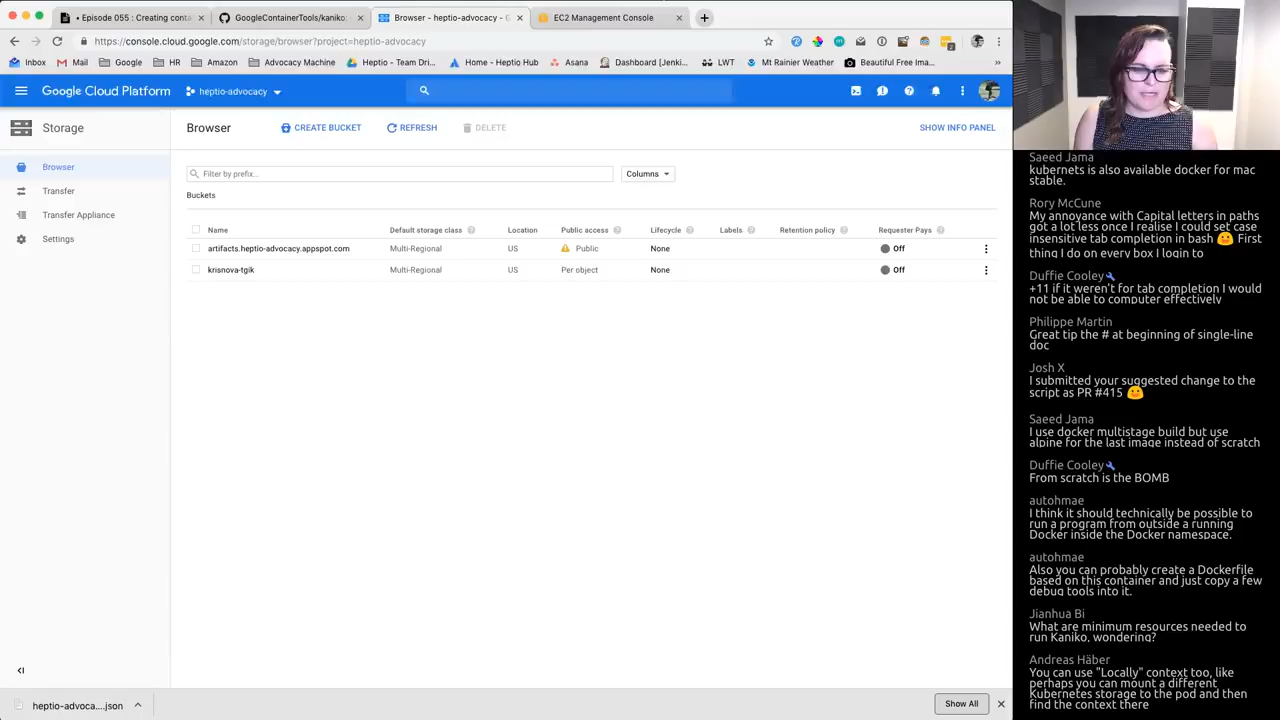 • Episode 055 : Creating conta
GoogleContainerTools/kaniko:
Browser - heptio-advocacy - G
EC2 Management Console
https://console.cloud.google.com/storage/browser?project=heptio-advocacy
Inbox
Mail
Google
HR
Amazon
Advocacy Machine
Heptio - Team Dri...
Home - Heptio Hub
Asana
Dashboard [Jenki...
LWT
Mt Rainier Weather
Beautiful Free Ima...
Google Cloud Platform
heptio-advocacy
Storage
Browser
CREATE BUCKET
REFRESH
DELETE
SHOW INFO PANEL
Browser
Transfer
Transfer Appliance
Settings
Filter by prefix...
Columns
Buckets
Name Default storage class Location Public access Lifecycle Labels Retention policy Requester Pays
artifacts.heptio-advocacy.appspot.com Multi-Regional US Public None Off
krisnova-tgik Multi-Regional US Per object None Off
heptio-advoca....json
Show All
Saeed Jama
kubernets is also available docker for mac
stable.
Rory McCune
My annoyance with Capital letters in paths
got a lot less once I realise I could set case
insensitive tab completion in bash First
thing I do on every box I login to
Duffie Cooley
+11 if it weren't for tab completion I would
not be able to computer effectively
Philippe Martin
Great tip the # at beginning of single-line
doc
Josh X
I submitted your suggested change to the
script as PR #415
Saeed Jama
I use docker multistage build but use
alpine for the last image instead of scratch
Duffie Cooley
From scratch is the BOMB
autohmae
I think it should technically be possible to
run a program from outside a running
Docker inside the Docker namespace.
autohmae
Also you can probably create a Dockerfile
based on this container and just copy a few
debug tools into it.
Jianhua Bi
What are minimum resources needed to
run Kaniko, wondering?
Andreas Häber
You can use "Locally" context too, like
perhaps you can mount a different
Kubernetes storage to the pod and then
find the context there